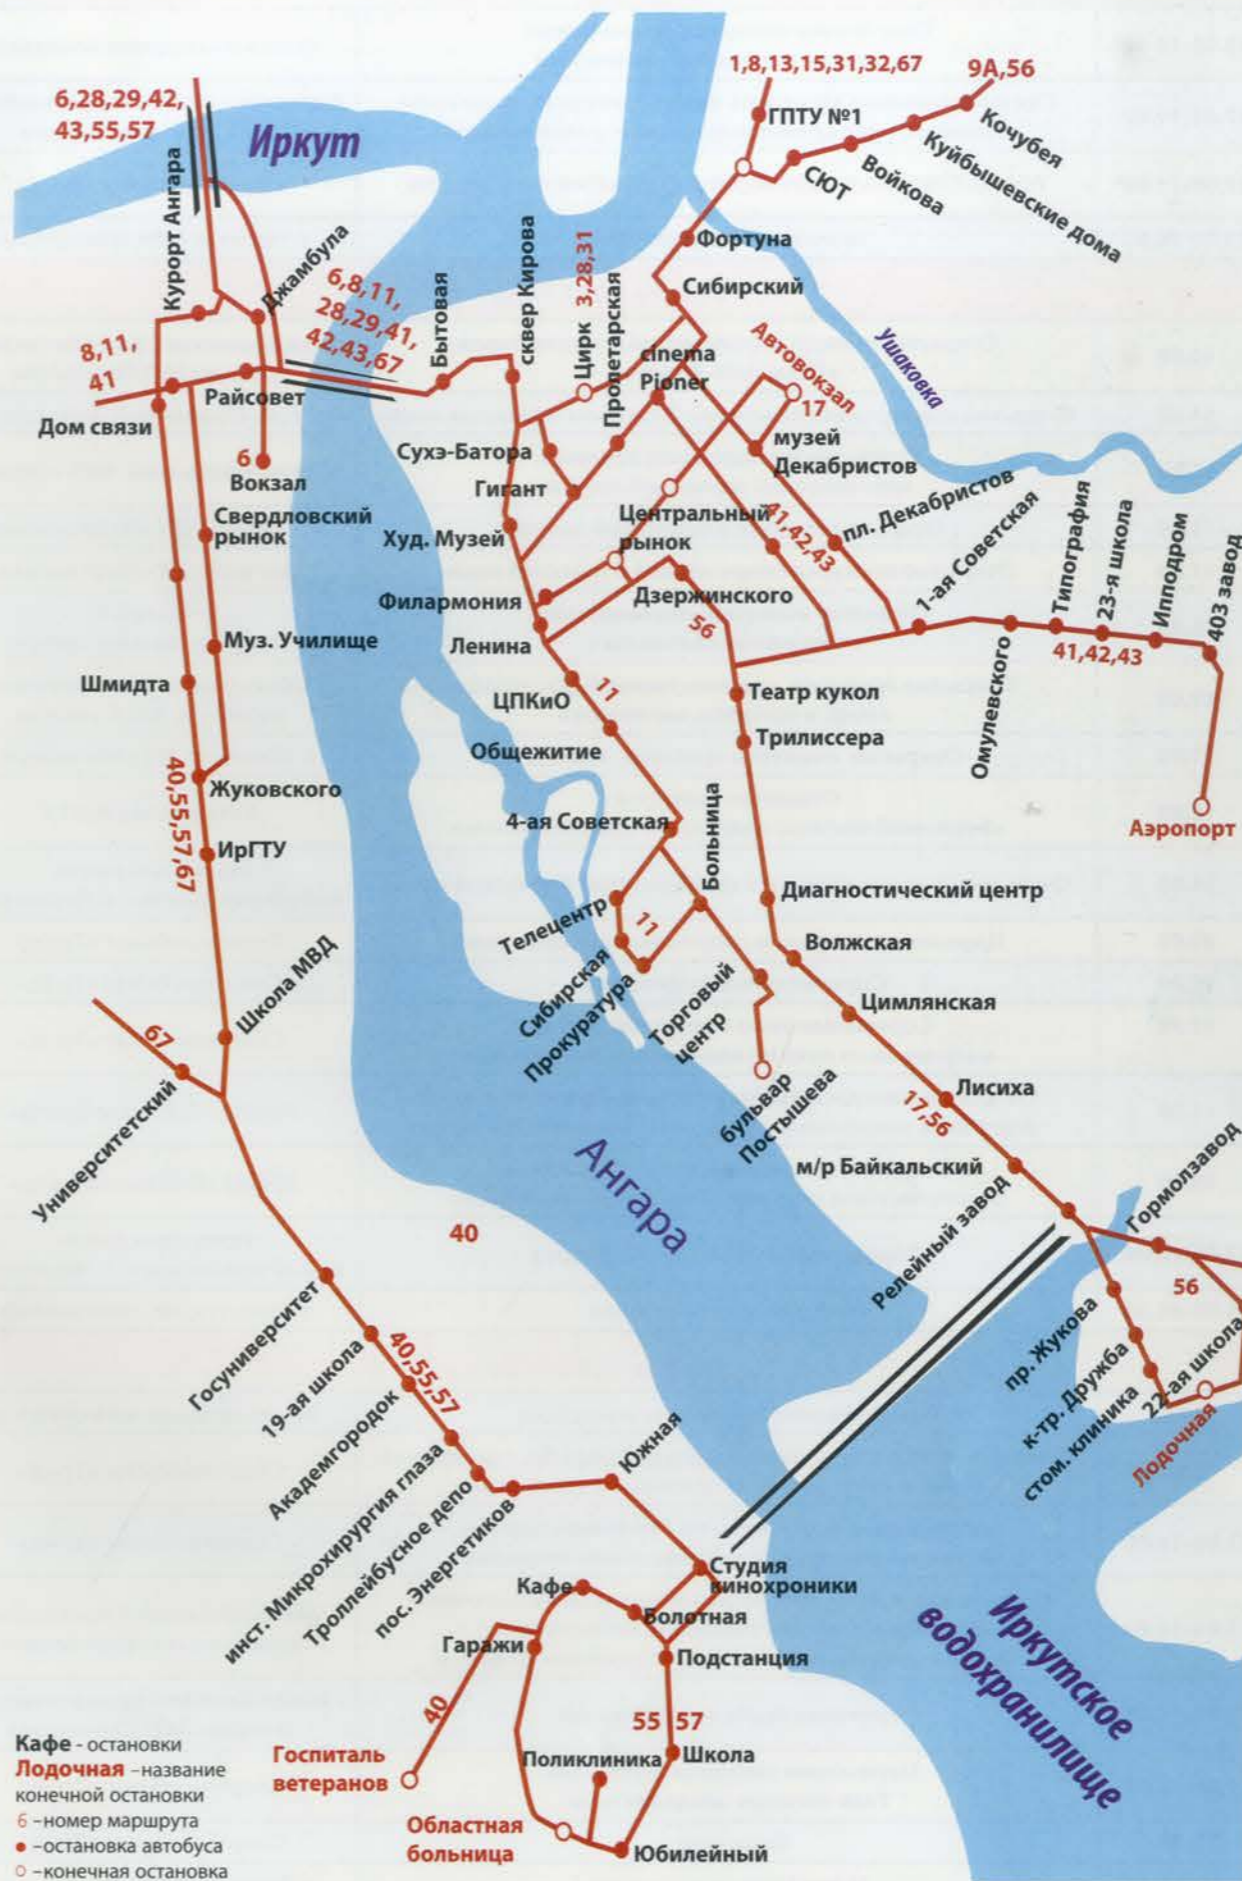 1,8,13,15,31,32,67
9А,56
6,28,29,42,
43,55,57
Иркут
ГПТУ №1
Кочубея
Куйбышевские дома
Войкова
СЮТ
Курорт Ангара
Джамбула
6,8,11,
28,29,41,
42,43,67
Бытовая
сквер Кирова
Цирк
3,28,31
Пролетарская
Фортуна
Сибирский
cinema
Pioner
Автовокзал
17
Ушаковка
8,11,
41
Райсовет
Дом связи
6
Вокзал
Сухэ-Батора
Гигант
музей
Декабристов
Свердловский
рынок
Худ. Музей
Центральный
рынок
41,42,43
пл. Декабристов
1-ая Советская
Типография
23-я школа
Ипподром
403 завод
Филармония
Дзержинского
56
Ленина
41,42,43
Муз. Училище
Шмидта
ЦПКиО
11
Театр кукол
Омулевского
Общежитие
Трилиссера
40,55,57,67
Жуковского
4-ая Советская
Больница
Аэропорт
ИрГТУ
Диагностический центр
Телецентр
11
Волжская
Школа МВД
Сибирская
Прокуратура
Торговый
центр
Цимлянская
67
Университетский
бульвар
Постышева
Лисиха
17,56
Ангара
м/р Байкальский
40
Релейный завод
Гормолзавод
56
Госуниверситет
19-ая школа
40,55,57
Академгородок
инст. Микрохирургия глаза
Троллейбусное депо
пос. Энергетиков
Южная
пр. Жукова
к-тр. Дружба
стом. клиника
22-ая школа
Лодочная
Студия
кинохроники
Кафе
Болотная
Гаражи
Подстанция
Иркутское
водохранилище
40
55
57
Кафе - остановки
Лодочная -название
конечной остановки
6 -номер маршрута
-остановка автобуса
-конечная остановка
Госпиталь
ветеранов
Поликлиника
Школа
Областная
больница
Юбилейный